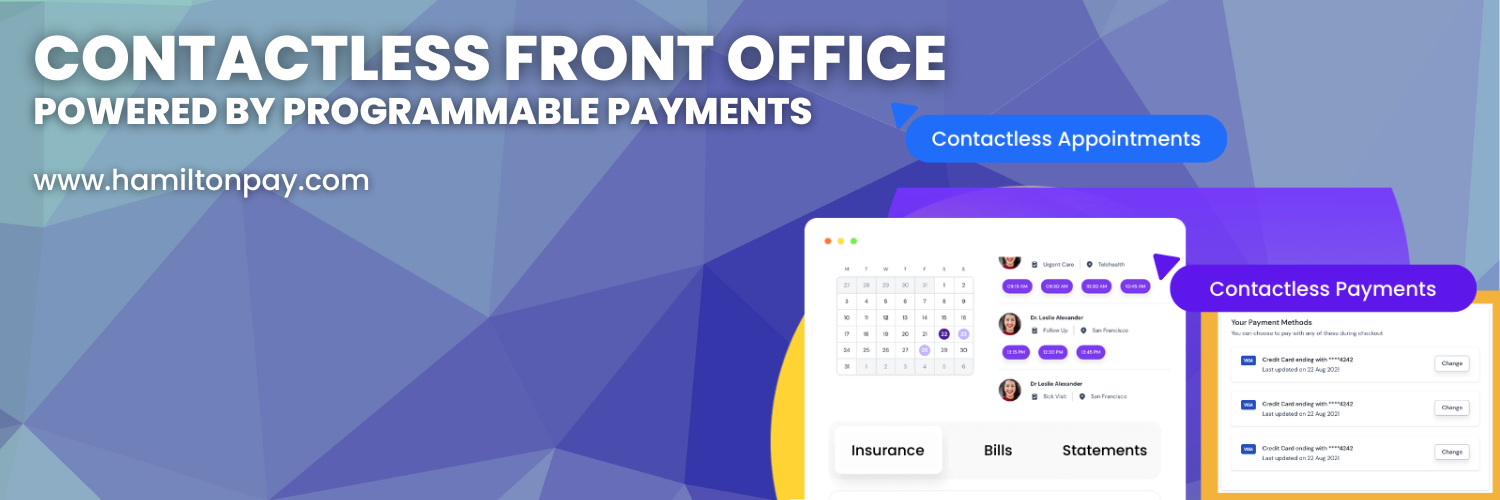 CONTACTLESS FRONT OFFICE
POWERED BY PROGRAMMABLE PAYMENTS
www.hamiltonpay.com
Contactless Appointments
Contactless Payments
M T W T F S S
27 28 29 30 31 1 2
3 4 5 6 7 8 9
10 11 12 13 14 15 16
17 18 19 20 21 22 23
24 25 26 27 28 29 30
31 1 2 3 4 5 6
Urgent Care Telehealth
09:15 AM 09:30 AM 10:30 AM 10:45 AM
Dr. Leslie Alexander
Follow Up San Francisco
12:15 PM 12:30 PM 12:45 PM
Dr Leslie Alexander
Sick Visit San Francisco
Insurance Bills Statements
Your Payment Methods
You can choose to pay with any of these during checkout
VISA Credit Card ending with ****4242 Change
Last updated on 22 Aug 2021
VISA Credit Card ending with ****4242 Change
Last updated on 22 Aug 2021
VISA Credit Card ending with ****4242 Change
Last updated on 22 Aug 2021